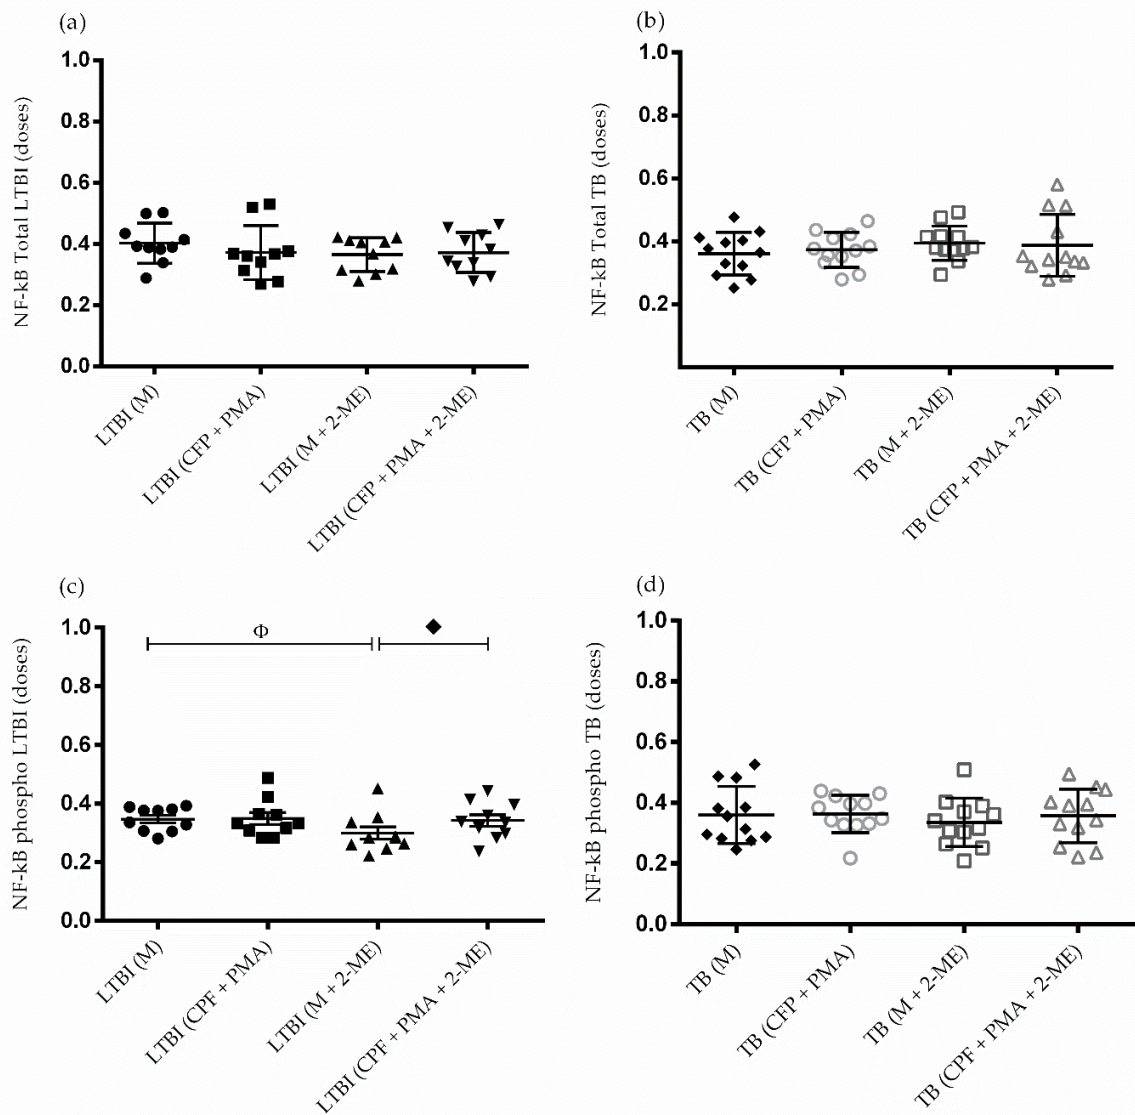 (a)
NF-kB Total LTBI (doses)
1.0
0.8
0.6
0.4
0.2
0.0
LTBI (M)
LTBI (CFP + PMA)
LTBI (M + 2-ME)
LTBI (CFP + PMA + 2-ME)
(b)
NF-kB Total TB (doses)
1.0
0.8
0.6
0.4
0.2
TB (M)
TB (CFP + PMA)
TB (M + 2-ME)
TB (CFP + PMA + 2-ME)
(c)
NF-kB phospho LTBI (doses)
1.0
0.8
0.6
0.4
0.2
0.0
Φ
LTBI (M)
LTBI (CPF + PMA)
LTBI (M + 2-ME)
LTBI (CPF + PMA + 2-ME)
(d)
NF-kB phospho TB (doses)
1.0
0.8
0.6
0.4
0.2
0.0
TB (M)
TB (CFP + PMA)
TB (M + 2-ME)
TB (CPF + PMA + 2-ME)